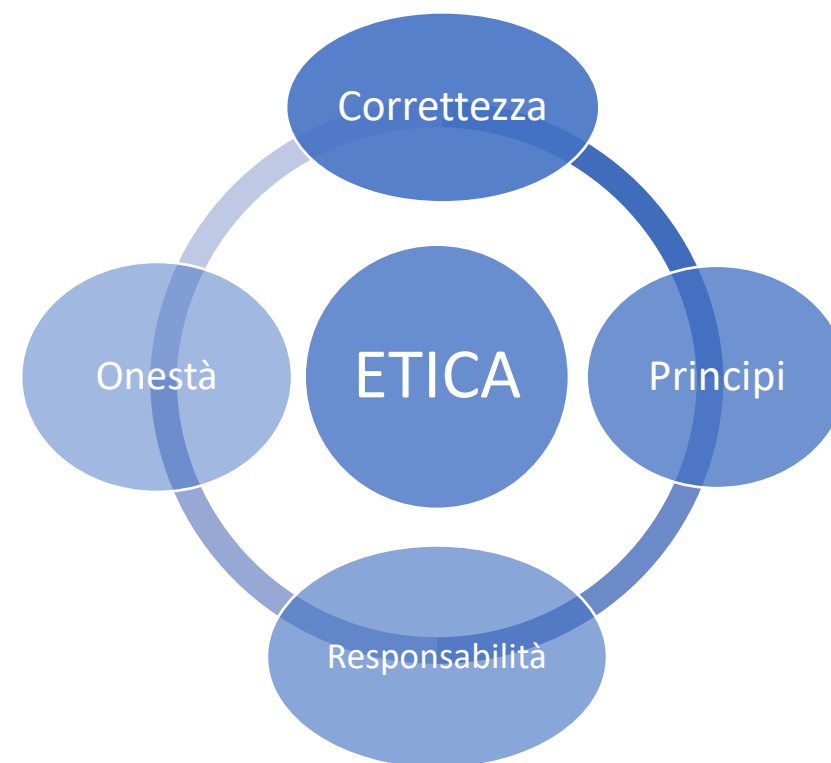 Correttezza
Onestà
ETICA
Principi
Responsabilità